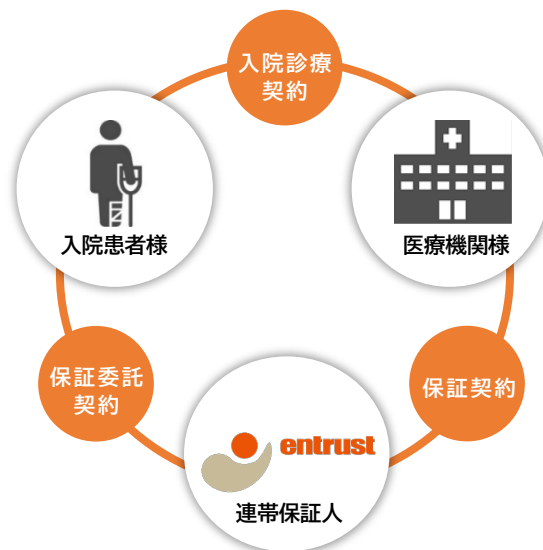 入院診療
契約
入院患者様
医療機関様
保証委託
契約
保証契約
entrust
連帯保証人